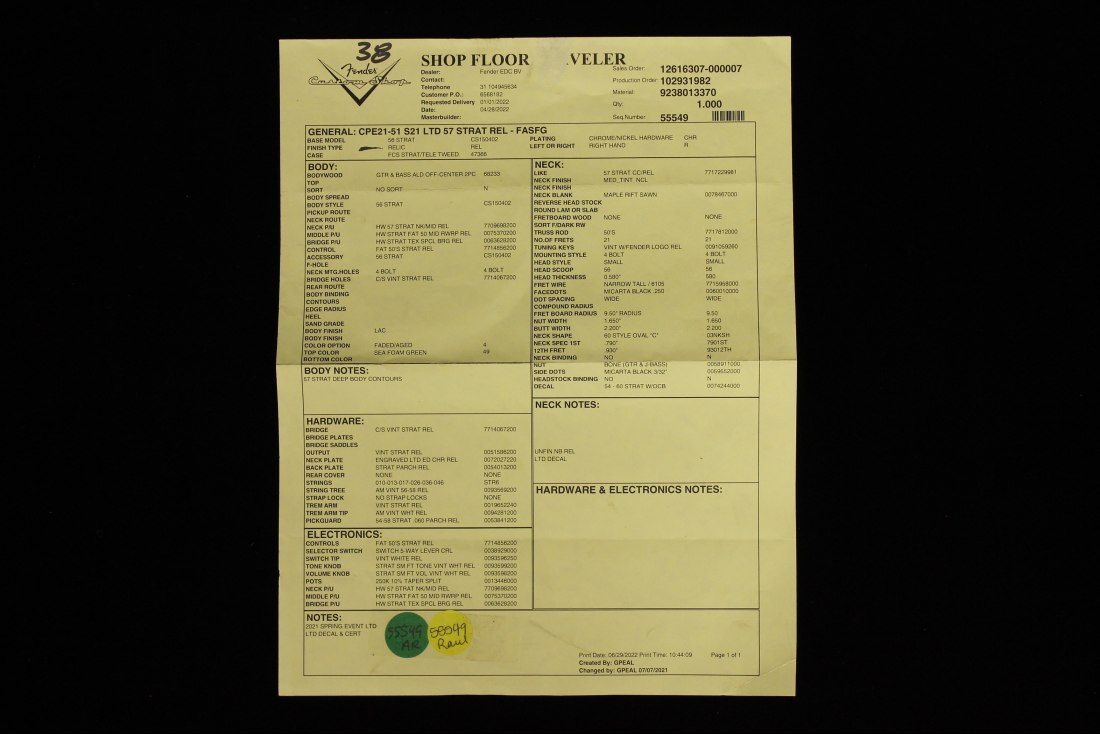 38
Fender
Custom Shop
SHOP FLOOR VELER
Dealer: Fender EDC BV
Contact:
Telephone 31 104945634
Customer P.O.: 6568182
Requested Delivery 01/01/2022
Date: 04/28/2022
Masterbuilder:
Sales Order: 12616307-000007
Production Order: 102931982
Material: 9238013370
Qty: 1.000
Seq.Number: 55549
GENERAL: CPE21-51 S21 LTD 57 STRAT REL - FASFG
BASE MODEL 56 STRAT CS150402 PLATING CHROME/NICKEL HARDWARE CHR
FINISH TYPE RELIC REL LEFT OR RIGHT RIGHT HAND R
CASE FCS STRAT/TELE TWEED 47366
BODY:
BODYWOOD GTR & BASS ALD OFF/CENTER 2PC 68233
TOP
SORT NO SORT N
BODY SPREAD
BODY STYLE 56 STRAT CS150402
PICKUP ROUTE
NECK ROUTE
NECK P/U HW 57 STRAT NK/MID REL 7709698200
MIDDLE P/U HW STRAT FAT 50 MID RWRP REL 0075370200
BRIDGE P/U HW STRAT TEX SPCL BRG REL 0063628200
CONTROL FAT 50'S STRAT REL 7714856200
ACCESSORY 56 STRAT CS150402
F-HOLE
NECK MTG.HOLES 4 BOLT 4 BOLT
BRIDGE HOLES C/S VINT STRAT REL 7714067200
REAR ROUTE
BODY BINDING
CONTOURS
EDGE RADIUS
HEEL
SAND GRADE
BODY FINISH LAC
BODY FINISH
COLOR OPTION FADED/AGED 4
TOP COLOR SEA FOAM GREEN 49
BOTTOM COLOR
BODY NOTES:
57 STRAT DEEP BODY CONTOURS
HARDWARE:
BRIDGE C/S VINT STRAT REL 7714067200
BRIDGE PLATES
BRIDGE SADDLES
OUTPUT VINT STRAT REL 0051586200
NECK PLATE ENGRAVED LTD ED CHR REL 0072027220
BACK PLATE STRAT PARCH REL 0054013200
REAR COVER NONE NONE
STRINGS 010-013-017-026-036-046 STR6
STRING TREE AM VINT 56-58 REL 0093569200
STRAP LOCK NO STRAP LOCKS NONE
TREM ARM VINT STRAT REL 0019652240
TREM ARM TIP AM VINT WHT REL 0094281200
PICKGUARD 54-58 STRAT .060 PARCH REL 0063841200
ELECTRONICS:
CONTROLS FAT 50'S STRAT REL 7714856200
SELECTOR SWITCH SWITCH 5-WAY LEVER CRL 0038929000
SWITCH TIP VINT WHITE REL 0093596250
TONE KNOB STRAT SM FT TONE VINT WHT REL 0093599200
VOLUME KNOB STRAT SM FT VOL VINT WHT REL 0093598200
POTS 250K 10% TAPER SPLIT 0013446000
NECK P/U HW 57 STRAT NK/MID REL 7709698200
MIDDLE P/U HW STRAT FAT 50 MID RWRP REL 0075370200
BRIDGE P/U HW STRAT TEX SPCL BRG REL 0063628200
NECK:
LIKE 57 STRAT CC/REL 7717229981
NECK FINISH MED_TINT_NCL
NECK FINISH
NECK BLANK MAPLE RIFT SAWN 0078467000
REVERSE HEAD STOCK
ROUND LAM OR SLAB
FRETBOARD WOOD NONE NONE
SORT F/DARK RW
TRUSS ROD 50'S 7717812000
NO.OF FRETS 21 21
TUNING KEYS VINT W/FENDER LOGO REL 0091059260
MOUNTING STYLE 4 BOLT 4 BOLT
HEAD STYLE SMALL SMALL
HEAD SCOOP 56 56
HEAD THICKNESS 0.580" 580
FRET WIRE NARROW TALL / 6105 7715958000
FACEDOTS MICARTA BLACK .250 0060010000
DOT SPACING WIDE WIDE
COMPOUND RADIUS
FRET BOARD RADIUS 9.50" RADIUS 9.50
NUT WIDTH 1.650" 1.650
BUTT WIDTH 2.200" 2.200
NECK SHAPE 60 STYLE OVAL "C" 03NKSH
NECK SPEC 1ST .790" 7901ST
12TH FRET .930" 93012TH
NECK BINDING NO N
NUT BONE (GTR & J-BASS) 0058911000
SIDE DOTS MICARTA BLACK 3/32" 0059652000
HEADSTOCK BINDING NO N
DECAL 54 - 60 STRAT W/OCB 0074244000
NECK NOTES:
UNFIN NB REL
LTD DECAL
HARDWARE & ELECTRONICS NOTES:
NOTES:
2021 SPRING EVENT LTD
LTD DECAL & CERT
55549
AR
55549
Raul
Print Date: 06/29/2022 Print Time: 10:44:09 Page 1 of 1
Created By: GPEAL
Changed by: GPEAL 07/07/2021